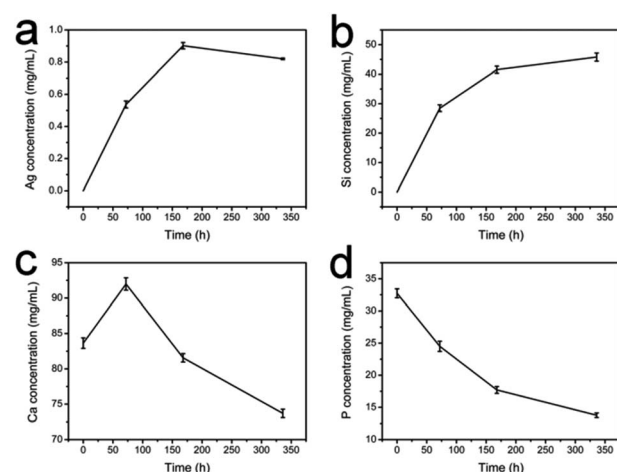 a
Ag concentration (mg/mL)
1.0
0.8
0.6
0.4
0.2
0.0
0 50 100 150 200 250 300 350
Time (h)
b
Si concentration (mg/mL)
50
40
30
20
10
0
0 50 100 150 200 250 300 350
Time (h)
c
Ca concentration (mg/mL)
95
90
85
80
75
70
0 50 100 150 200 250 300 350
Time (h)
d
P concentration (mg/mL)
35
30
25
20
15
10
0 50 100 150 200 250 300 350
Time (h)